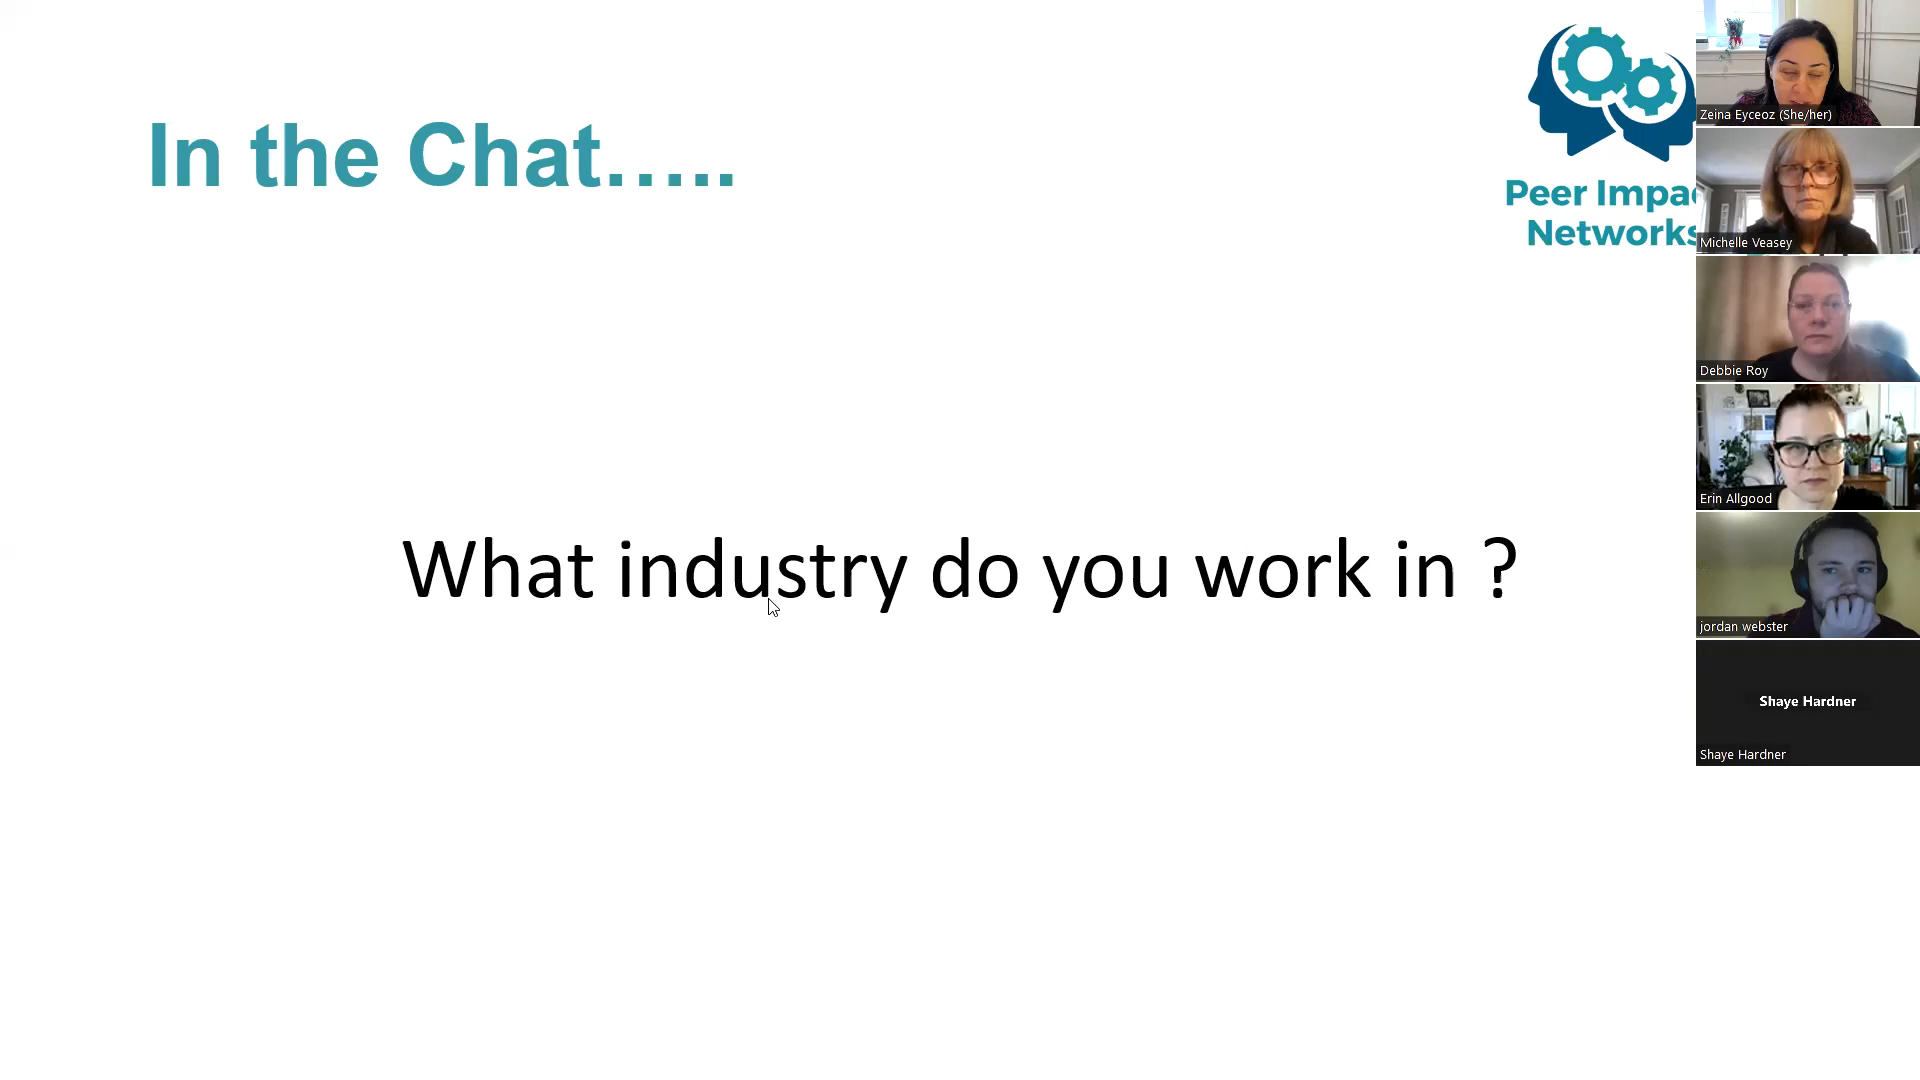 In the Chat…..
Peer Impac
Networks
What industry do you work in ?
Zeina Eyceoz (She/her)
Michelle Veasey
Debbie Roy
Erin Allgood
jordan webster
Shaye Hardner
Shaye Hardner